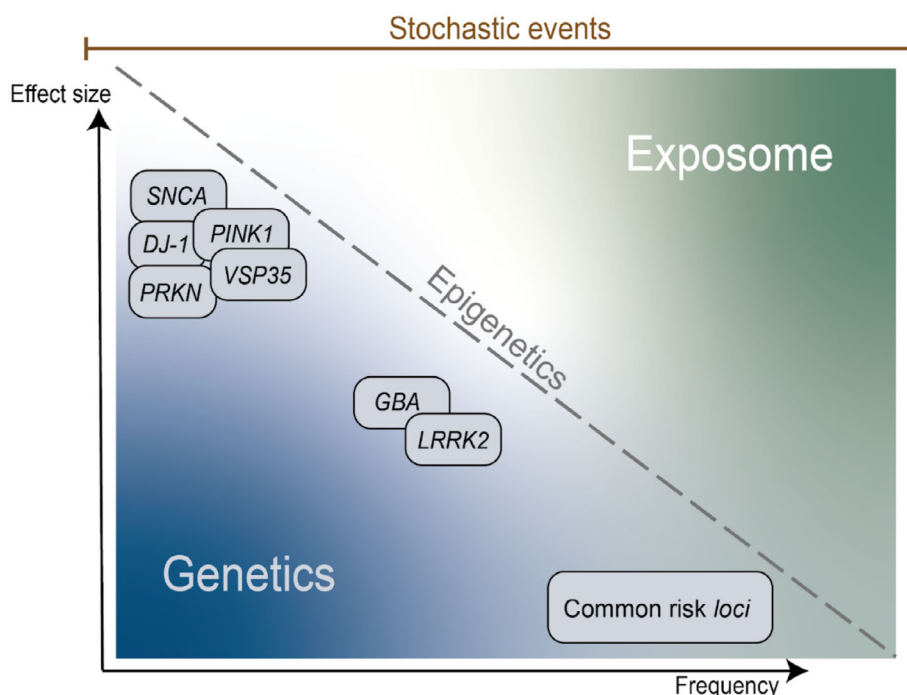 Stochastic events
Effect size
Exposome
SNCA
PINK1
DJ-1
VSP35
PRKN
Epigenetics
GBA
LRRK2
Genetics
Common risk loci
Frequency